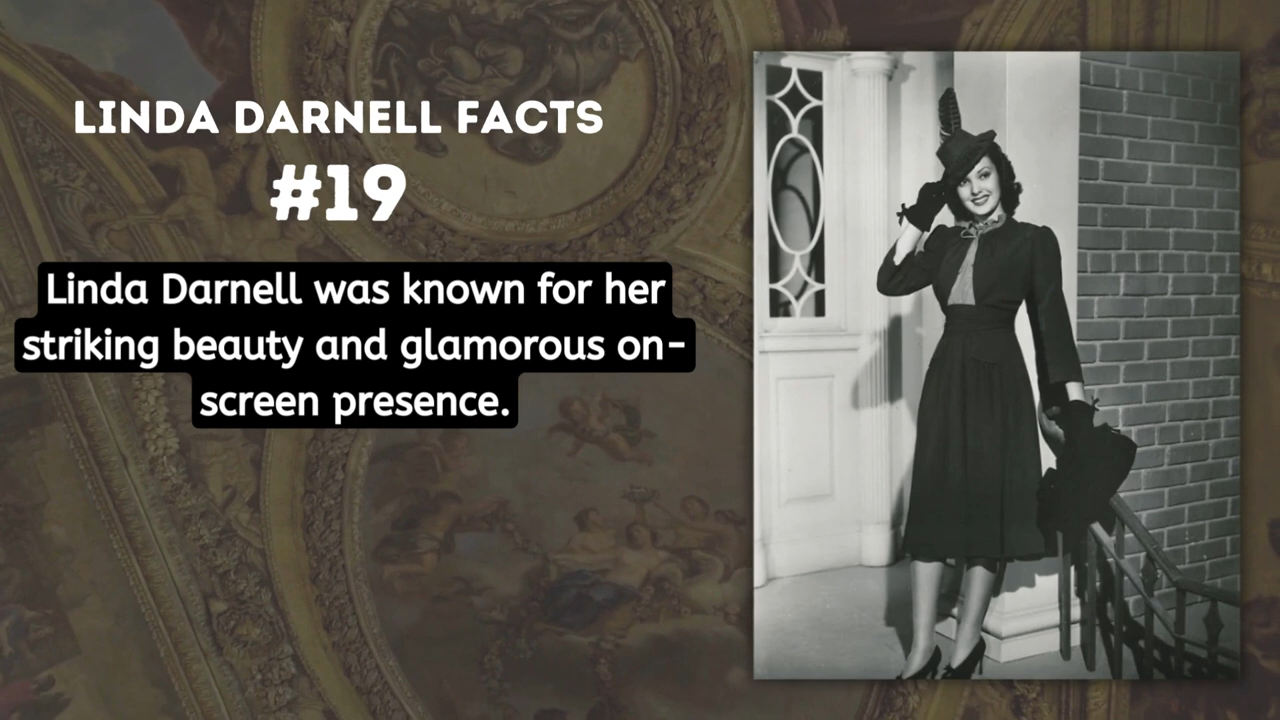 LINDA DARNELL FACTS
#19
Linda Darnell was known for her
striking beauty and glamorous on-
screen presence.